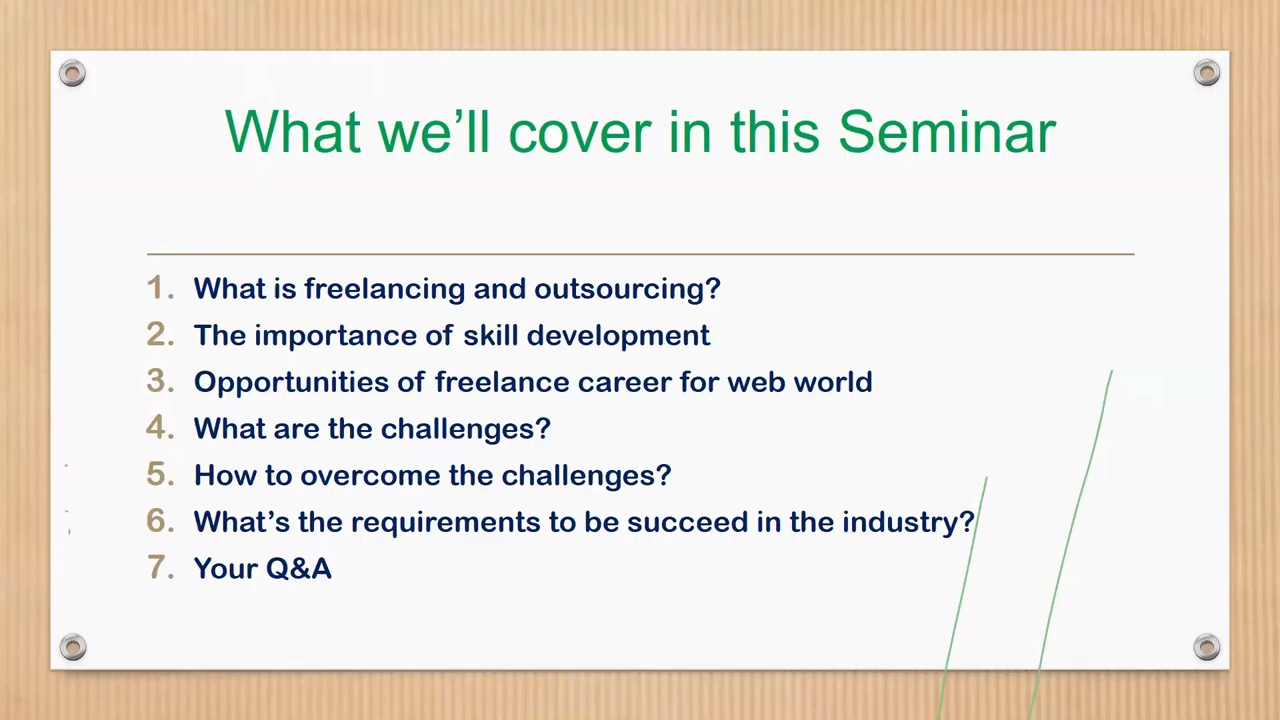 What we’ll cover in this Seminar
1. What is freelancing and outsourcing?
2. The importance of skill development
3. Opportunities of freelance career for web world
4. What are the challenges?
5. How to overcome the challenges?
6. What’s the requirements to be succeed in the industry?
7. Your Q&A